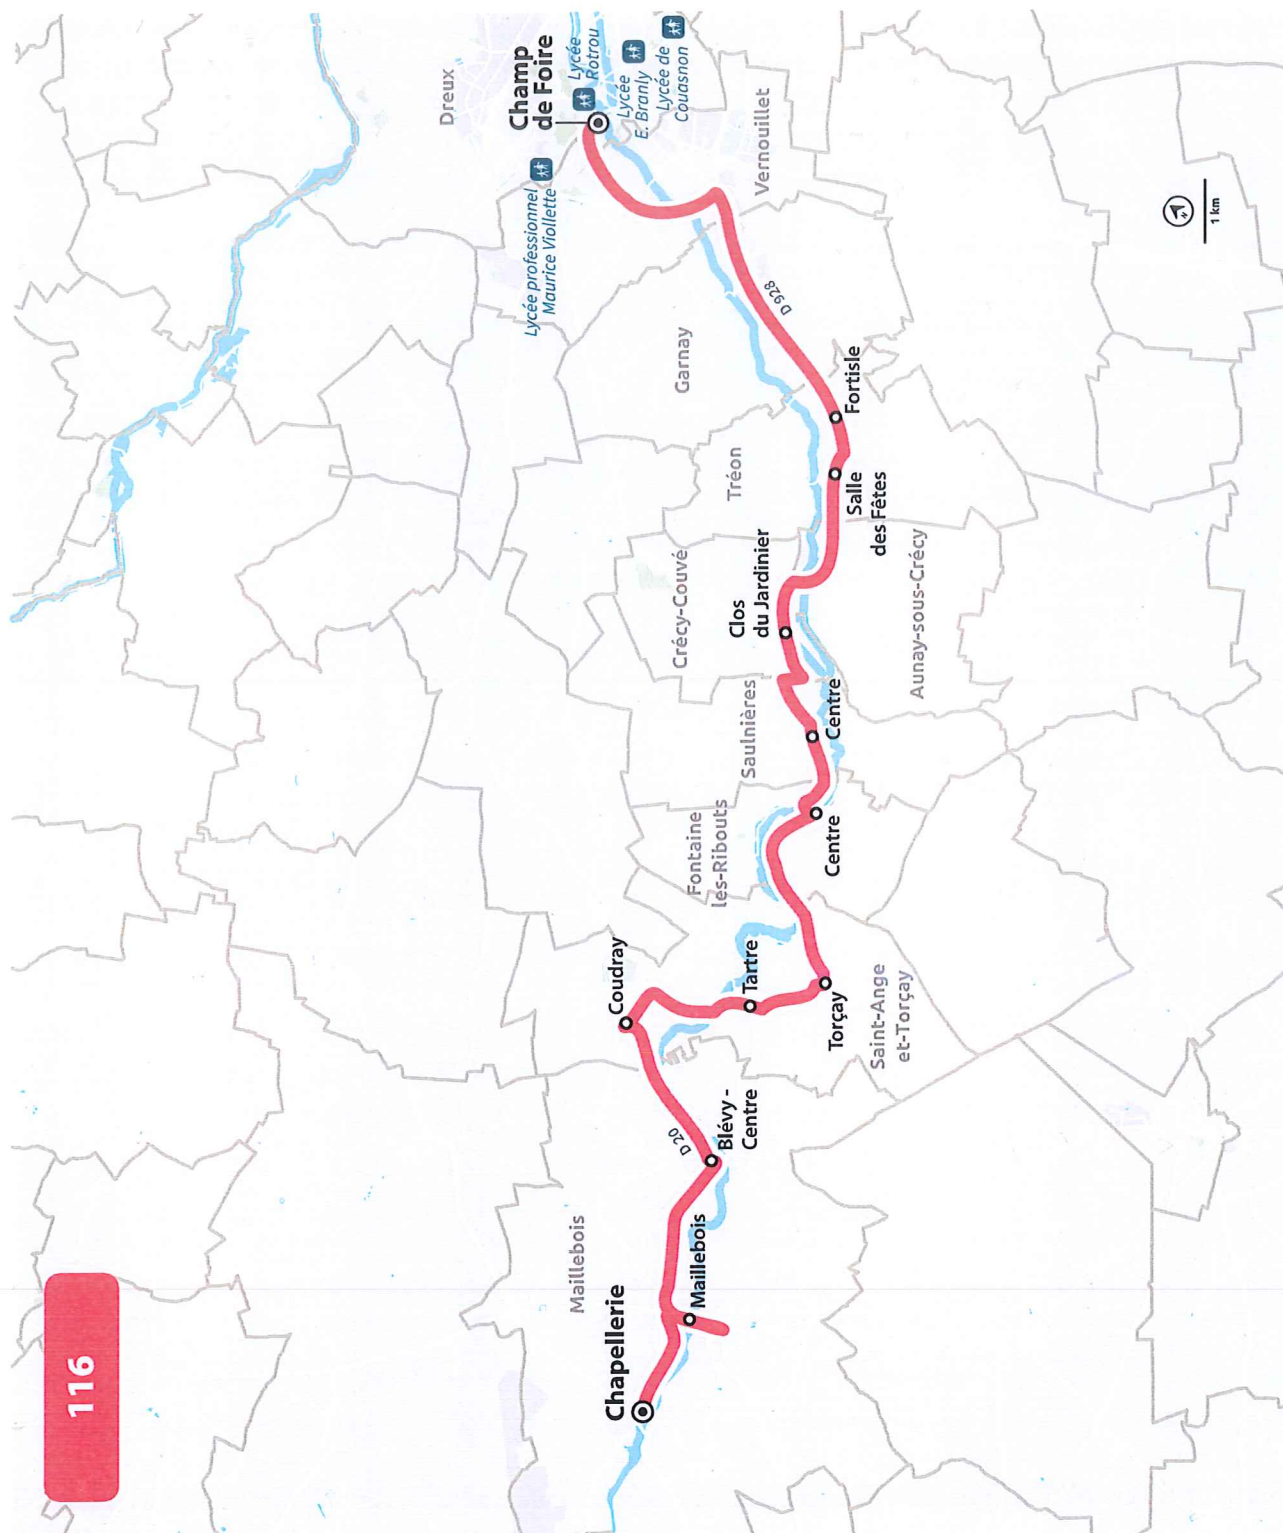 116
Dreux
Champ
de Foire
Lycée
Rotrou
Lycée
E. Branly
Lycée de
Couasnon
Lycée professionnel
Maurice Viollette
Vernouillet
Garnay
D 928
Fortisle
Tréon
Salle
des Fêtes
Crécy-Couvé
Clos
du Jardinier
Aunay-sous-Crécy
Saulnières
Centre
Fontaine
les-Ribouts
Centre
Coudray
Tartre
Torçay
Saint-Ange
et-Torçay
D 20
Blévy -
Centre
Maillebois
Maillebois
Chapellerie
N
1 km